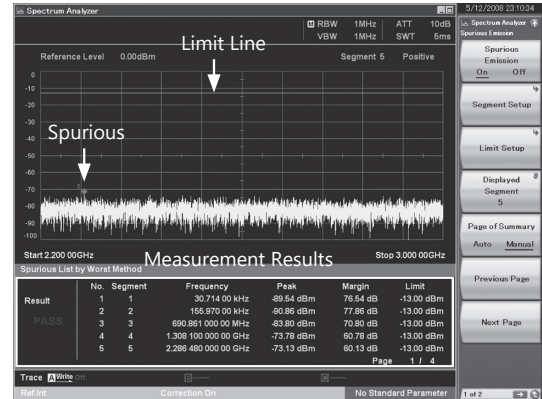 Spectrum Analyzer
5/12/2008 23:10:34
M RBW 1MHz ATT 10dB
VBW 1MHz SWT 5ms
Limit Line
Reference Level 0.00dBm Segment 5 Positive
0
-10
-20
-30
-40
-50
-60
-70
-80
-90
-100
Spurious
5
Start 2.200 00GHz Stop 3.000 00GHz
Measurement Results
Spurious List by Worst Method
No. Segment Frequency Peak Margin Limit
Result 1 1 30.714 00 kHz -89.54 dBm 76.54 dB -13.00 dBm
PASS 2 2 155.970 00 kHz -90.86 dBm 77.86 dB -13.00 dBm
3 3 690.861 000 00 MHz -83.80 dBm 70.80 dB -13.00 dBm
4 4 1.308 100 000 00 GHz -73.78 dBm 60.78 dB -13.00 dBm
5 5 2.286 480 000 00 GHz -73.13 dBm 60.13 dB -13.00 dBm
Page 1 / 4
Trace A Write Off B --- C ---
Ref.Int Correction On No Standard Parameter
Spectrum Analyzer
Spurious Emission
Spurious
Emission
On Off
Segment Setup
Limit Setup
Displayed
Segment
5
Page of Summary
Auto Manual
Previous Page
Next Page
1 of 2